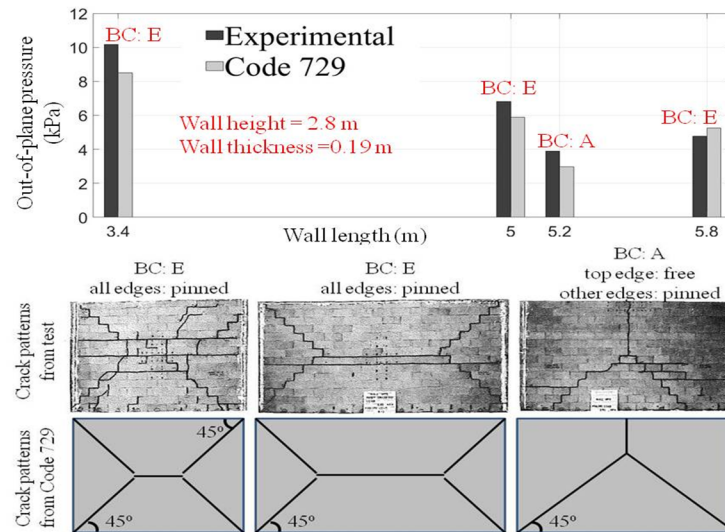 12
10
8
6
4
2
0
Out-of-plane pressure
(kPa)
BC: E
Experimental
Code 729
Wall height = 2.8 m
Wall thickness =0.19 m
BC: E
BC: A
BC: E
3.4
Wall length (m)
5
5.2
5.8
BC: E
all edges: pinned
BC: E
all edges: pinned
BC: A
top edge: free
other edges: pinned
Crack patterns
from test
Crack patterns
from Code 729
45º
45º
45º
45º